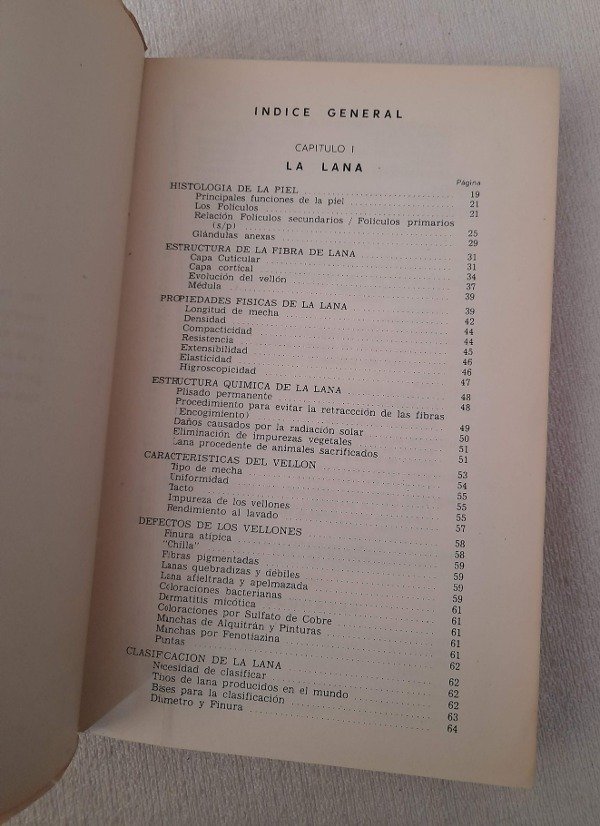 INDICE GENERAL
CAPITULO I
LA LANA
Página
HISTOLOGIA DE LA PIEL 19
Principales funciones de la piel 21
Los Folículos 21
Relación Folículos secundarios / Folículos primarios
(s/p) 25
Glándulas anexas 29
ESTRUCTURA DE LA FIBRA DE LANA 31
Capa Cuticular 31
Capa cortical 34
Evolución del vellón 37
Médula 39
PROPIEDADES FISICAS DE LA LANA 39
Longitud de mecha 42
Densidad 44
Compacticidad 44
Resistencia 45
Extensibilidad 46
Elasticidad 46
Higroscopicidad 47
ESTRUCTURA QUIMICA DE LA LANA 48
Plisado permanente 48
Procedimiento para evitar la retraccción de las fibras
(Encogimiento) 49
Daños causados por la radiación solar 50
Eliminación de impurezas vegetales 51
Lana procedente de animales sacrificados 51
CARACTERISTICAS DEL VELLON 53
Tipo de mecha 54
Uniformidad 55
Tacto 55
Impureza de los vellones 55
Rendimiento al lavado 57
DEFECTOS DE LOS VELLONES 58
Finura atípica 58
"Chilla" 59
Fibras pigmentadas 59
Lanas quebradizas y débiles 59
Lana afieltrada y apelmazada 59
Coloraciones bacterianas 61
Dermatitis micótica 61
Coloraciones por Sulfato de Cobre 61
Manchas de Alquitrán y Pinturas 61
Manchas por Fenotiazina 61
Puntas 62
CLASIFICACION DE LA LANA 62
Necesidad de clasificar 62
Tipos de lana producidos en el mundo 62
Bases para la clasificación 63
Diámetro y Finura 64